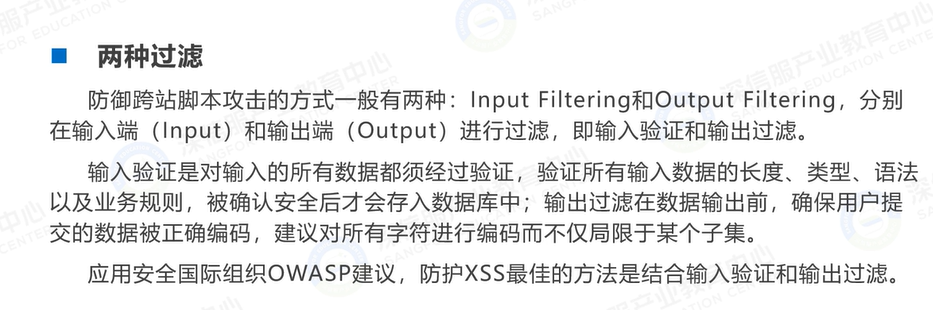 两种过滤
防御跨站脚本攻击的方式一般有两种：Input Filtering和Output Filtering，分别
在输入端（Input）和输出端（Output）进行过滤，即输入验证和输出过滤。
输入验证是对输入的所有数据都须经过验证，验证所有输入数据的长度、类型、语法
以及业务规则，被确认安全后才会存入数据库中；输出过滤在数据输出前，确保用户提
交的数据被正确编码，建议对所有字符进行编码而不仅局限于某个子集。
应用安全国际组织OWASP建议，防护XSS最佳的方法是结合输入验证和输出过滤。